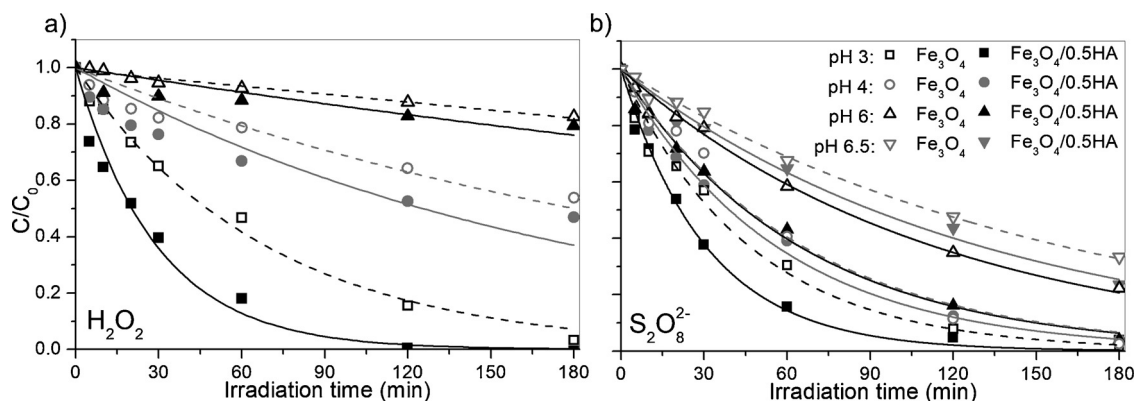 a)
C/C0
1.0
0.8
0.6
0.4
0.2
0.0
H2O2
0 30 60 90 120 150 180
Irradiation time (min)
b)
pH 3: Fe3O4 Fe3O4/0.5HA
pH 4: Fe3O4 Fe3O4/0.5HA
pH 6: Fe3O4 Fe3O4/0.5HA
pH 6.5: Fe3O4 Fe3O4/0.5HA
S2O8^2-
0 30 60 90 120 150 180
Irradiation time (min)